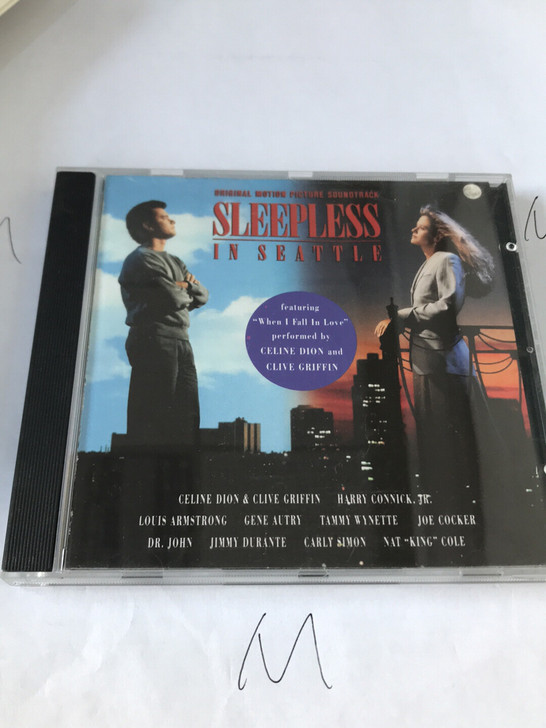 ORIGINAL MOTION PICTURE SOUNDTRACK
SLEEPLESS
IN SEATTLE
featuring
"When I Fall In Love"
performed by
CELINE DION and
CLIVE GRIFFIN
CELINE DION & CLIVE GRIFFIN HARRY CONNICK, JR.
LOUIS ARMSTRONG GENE AUTRY TAMMY WYNETTE JOE COCKER
DR. JOHN JIMMY DURANTE CARLY SIMON NAT "KING" COLE
M